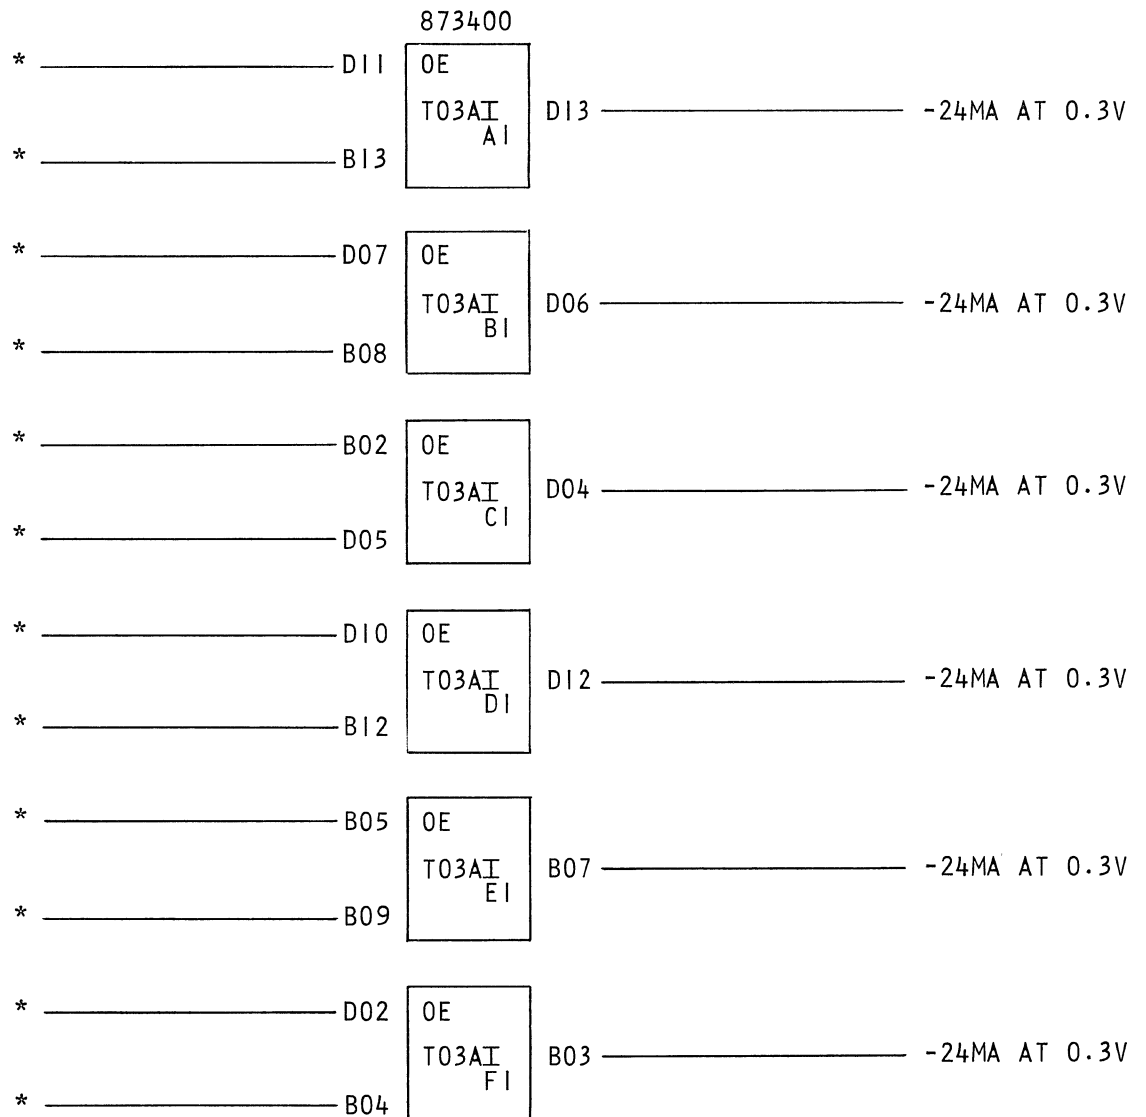 873400
* D11 OE
T03AI D13 -24MA AT 0.3V
A1
* B13
* D07 OE
T03AI D06 -24MA AT 0.3V
B1
* B08
* B02 OE
T03AI D04 -24MA AT 0.3V
C1
* D05
* D10 OE
T03AI D12 -24MA AT 0.3V
D1
* B12
* B05 OE
T03AI B07 -24MA AT 0.3V
E1
* B09
* D02 OE
T03AI B03 -24MA AT 0.3V
F1
* B04